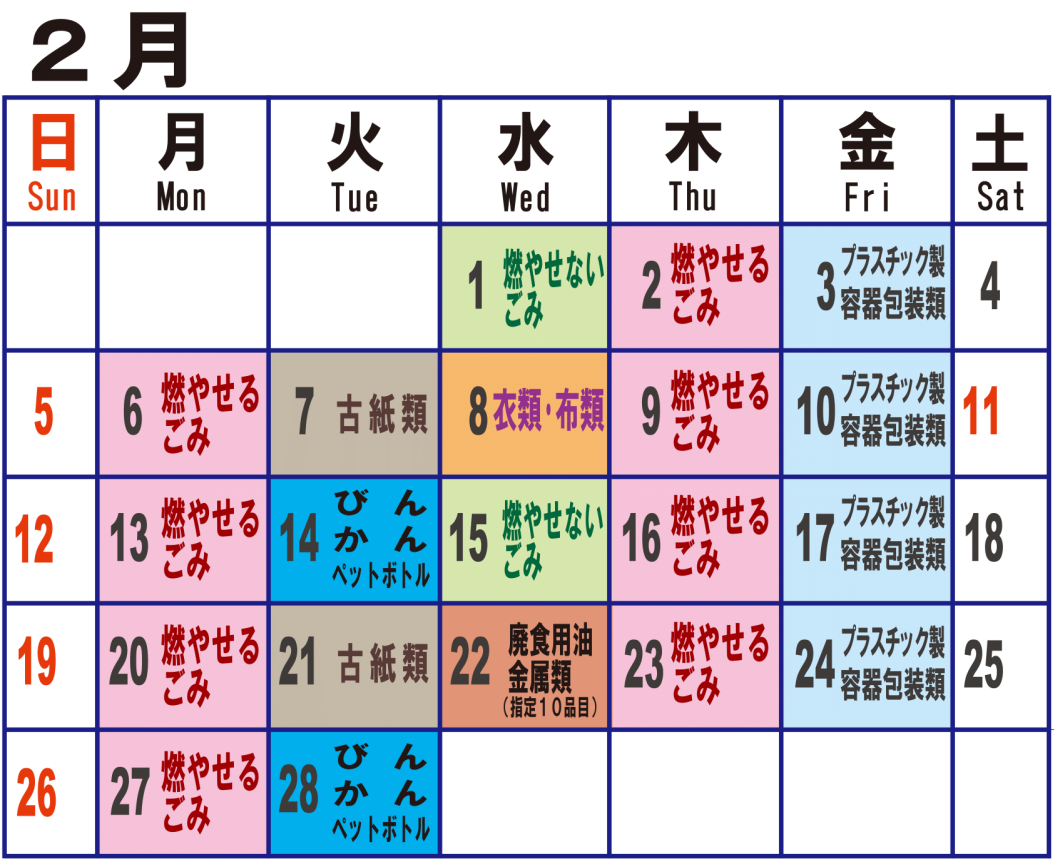 2月
日 月 火 水 木 金 土
Sun Mon Tue Wed Thu Fri Sat
1 燃やせない
ごみ
2 燃やせる
ごみ
3 プラスチック製
容器包装類
4
5
6 燃やせる
ごみ
7 古紙類
8 衣類・布類
9 燃やせる
ごみ
10 プラスチック製
容器包装類
11
12
13 燃やせる
ごみ
14 びん
かん
ペットボトル
15 燃やせない
ごみ
16 燃やせる
ごみ
17 プラスチック製
容器包装類
18
19
20 燃やせる
ごみ
21 古紙類
22 廃食用油
金属類
(指定10品目)
23 燃やせる
ごみ
24 プラスチック製
容器包装類
25
26
27 燃やせる
ごみ
28 びん
かん
ペットボトル